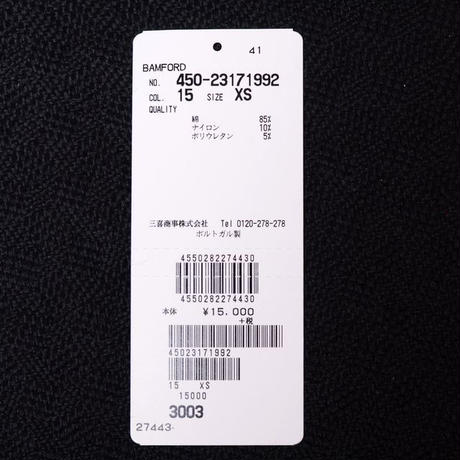 41
BAMFORD
NO. 450-23171992
COL. 15 SIZE XS
QUALITY
綿 85%
ナイロン 10%
ポリウレタン 5%
三喜商事株式会社 Tel 0120-278-278
ポルトガル製
4550282274430
4550282274430
本体 ¥15.000
+税
45023171992
15 XS
15000
3003
27443-